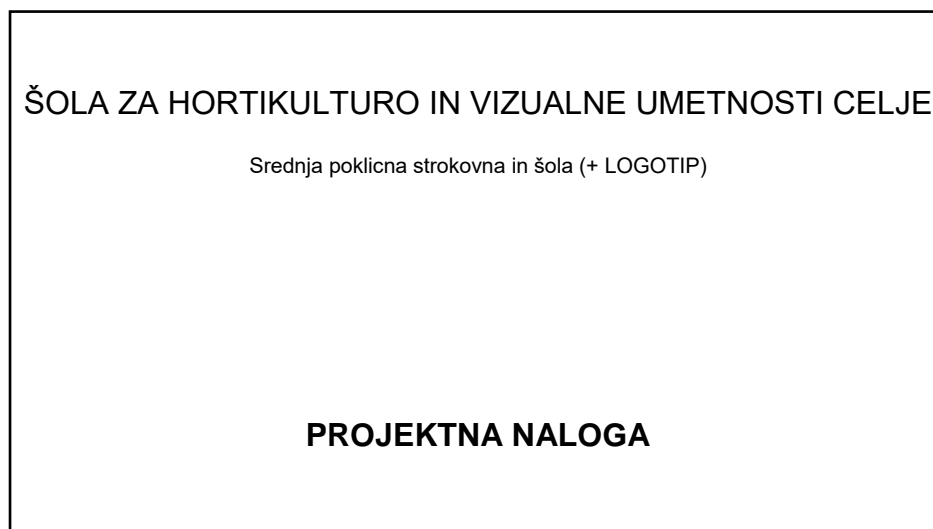 ŠOLA ZA HORTIKULTURO IN VIZUALNE UMETNOSTI CELJE
Srednja poklicna strokovna in šola (+ LOGOTIP)
PROJEKTNA NALOGA